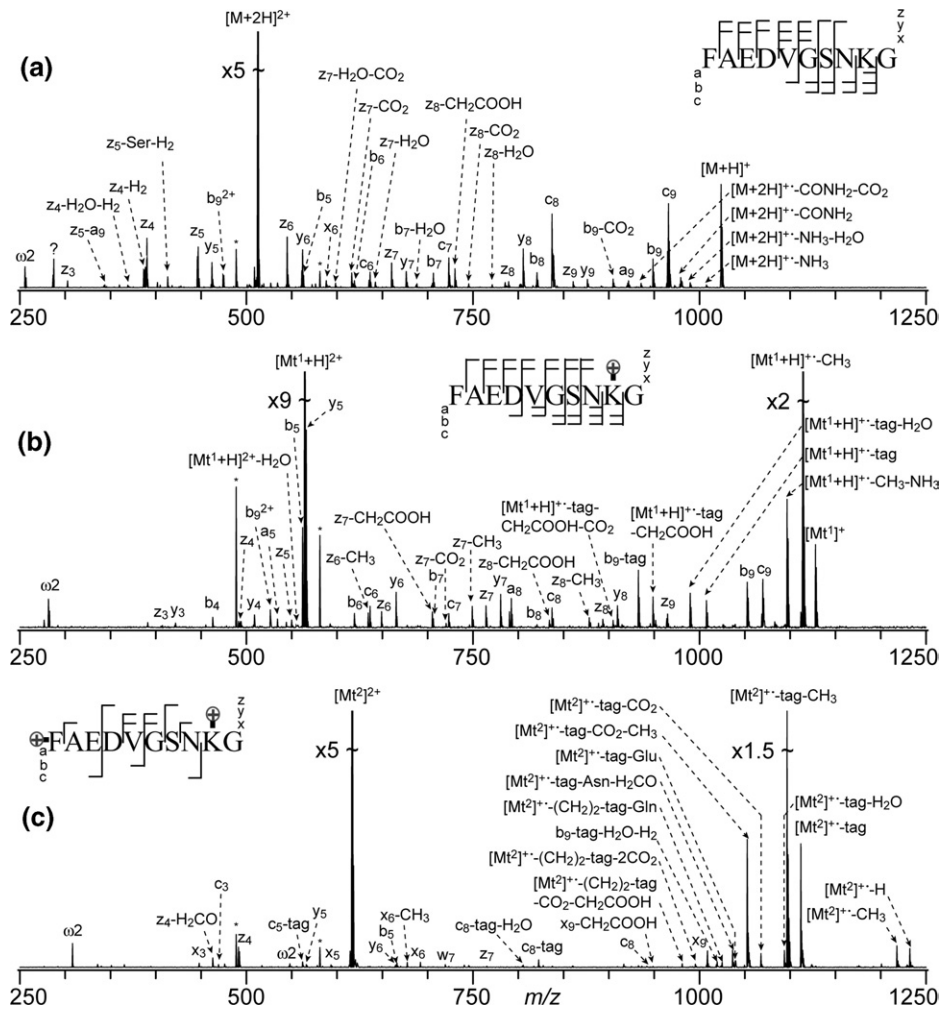 (a)
[M+2H]²⁺
x5
~
z
y
x
FAEDVGSNKG
a
b
c
z₇-H₂O-CO₂
z₇-CO₂
b₆
z₇-H₂O
z₈-CH₂COOH
z₈-CO₂
z₈-H₂O
z₅-Ser-H₂
z₄-H₂
z₄-H₂O-H₂
z₅-a₉
ω2
?
z₃
z₄
b₉²⁺
z₅
y₅
*
z₆
y₆
b₅
x₆
c₆
z₇
y₇
b₇-H₂O
b₇
c₇
z₈
y₈
b₈
c₈
z₉
y₉
b₉-CO₂
a₉
b₉
c₉
[M+H]⁺
[M+2H]⁺·-CONH₂-CO₂
[M+2H]⁺·-CONH₂
[M+2H]⁺·-NH₃-H₂O
[M+2H]⁺·-NH₃
250 500 750 1000 1250
(b)
[Mt¹+H]²⁺
x9
~
y₅
b₅
[Mt¹+H]²⁺-H₂O
*
b₉²⁺
a₅
z₄
z₅
ω2
z₃
y₃
b₄
y₄
*
z
y
x
FAEDVGSNKG
a
b
c
z₇-CH₂COOH
z₆-CH₃
z₇-CO₂
z₇-CH₃
b₆
c₆
z₆
y₆
b₇
c₇
z₇
y₇
a₈
z₈-CH₂COOH
b₈
c₈
z₈-CH₃
z₈
y₈
[Mt¹+H]⁺·-tag-
CH₂COOH-CO₂
b₉-tag
[Mt¹+H]⁺·-tag
-CH₂COOH
z₉
b₉
c₉
[Mt¹+H]⁺·-CH₃
x2
~
[Mt¹+H]⁺·-tag-H₂O
[Mt¹+H]⁺·-tag
[Mt¹+H]⁺·-CH₃-NH₃
[Mt¹]⁺
250 500 750 1000 1250
(c)
z
y
x
FAEDVGSNKG
a
b
c
[Mt²]²⁺
x5
~
ω2
z₄-H₂CO
x₃
c₃
*
z₄
c₅-tag
ω2
y₅
*
x₅
x₆-CH₃
b₅
y₆
x₆
w₇
z₇
c₈-tag-H₂O
c₈-tag
c₈
x₉-CH₂COOH
x₉
[Mt²]⁺·-tag-CO₂
[Mt²]⁺·-tag-CO₂-CH₃
[Mt²]⁺·-tag-Glu
[Mt²]⁺·-tag-Asn-H₂CO
[Mt²]⁺·-(CH₂)₂-tag-Gln
b₉-tag-H₂O-H₂
[Mt²]⁺·-(CH₂)₂-tag-2CO₂
[Mt²]⁺·-(CH₂)₂-tag
-CO₂-CH₂COOH
[Mt²]⁺·-tag-CH₃
x1.5
~
[Mt²]⁺·-tag-H₂O
[Mt²]⁺·-tag
[Mt²]⁺·-H
[Mt²]⁺·-CH₃
250 500 750 1000 1250
m/z